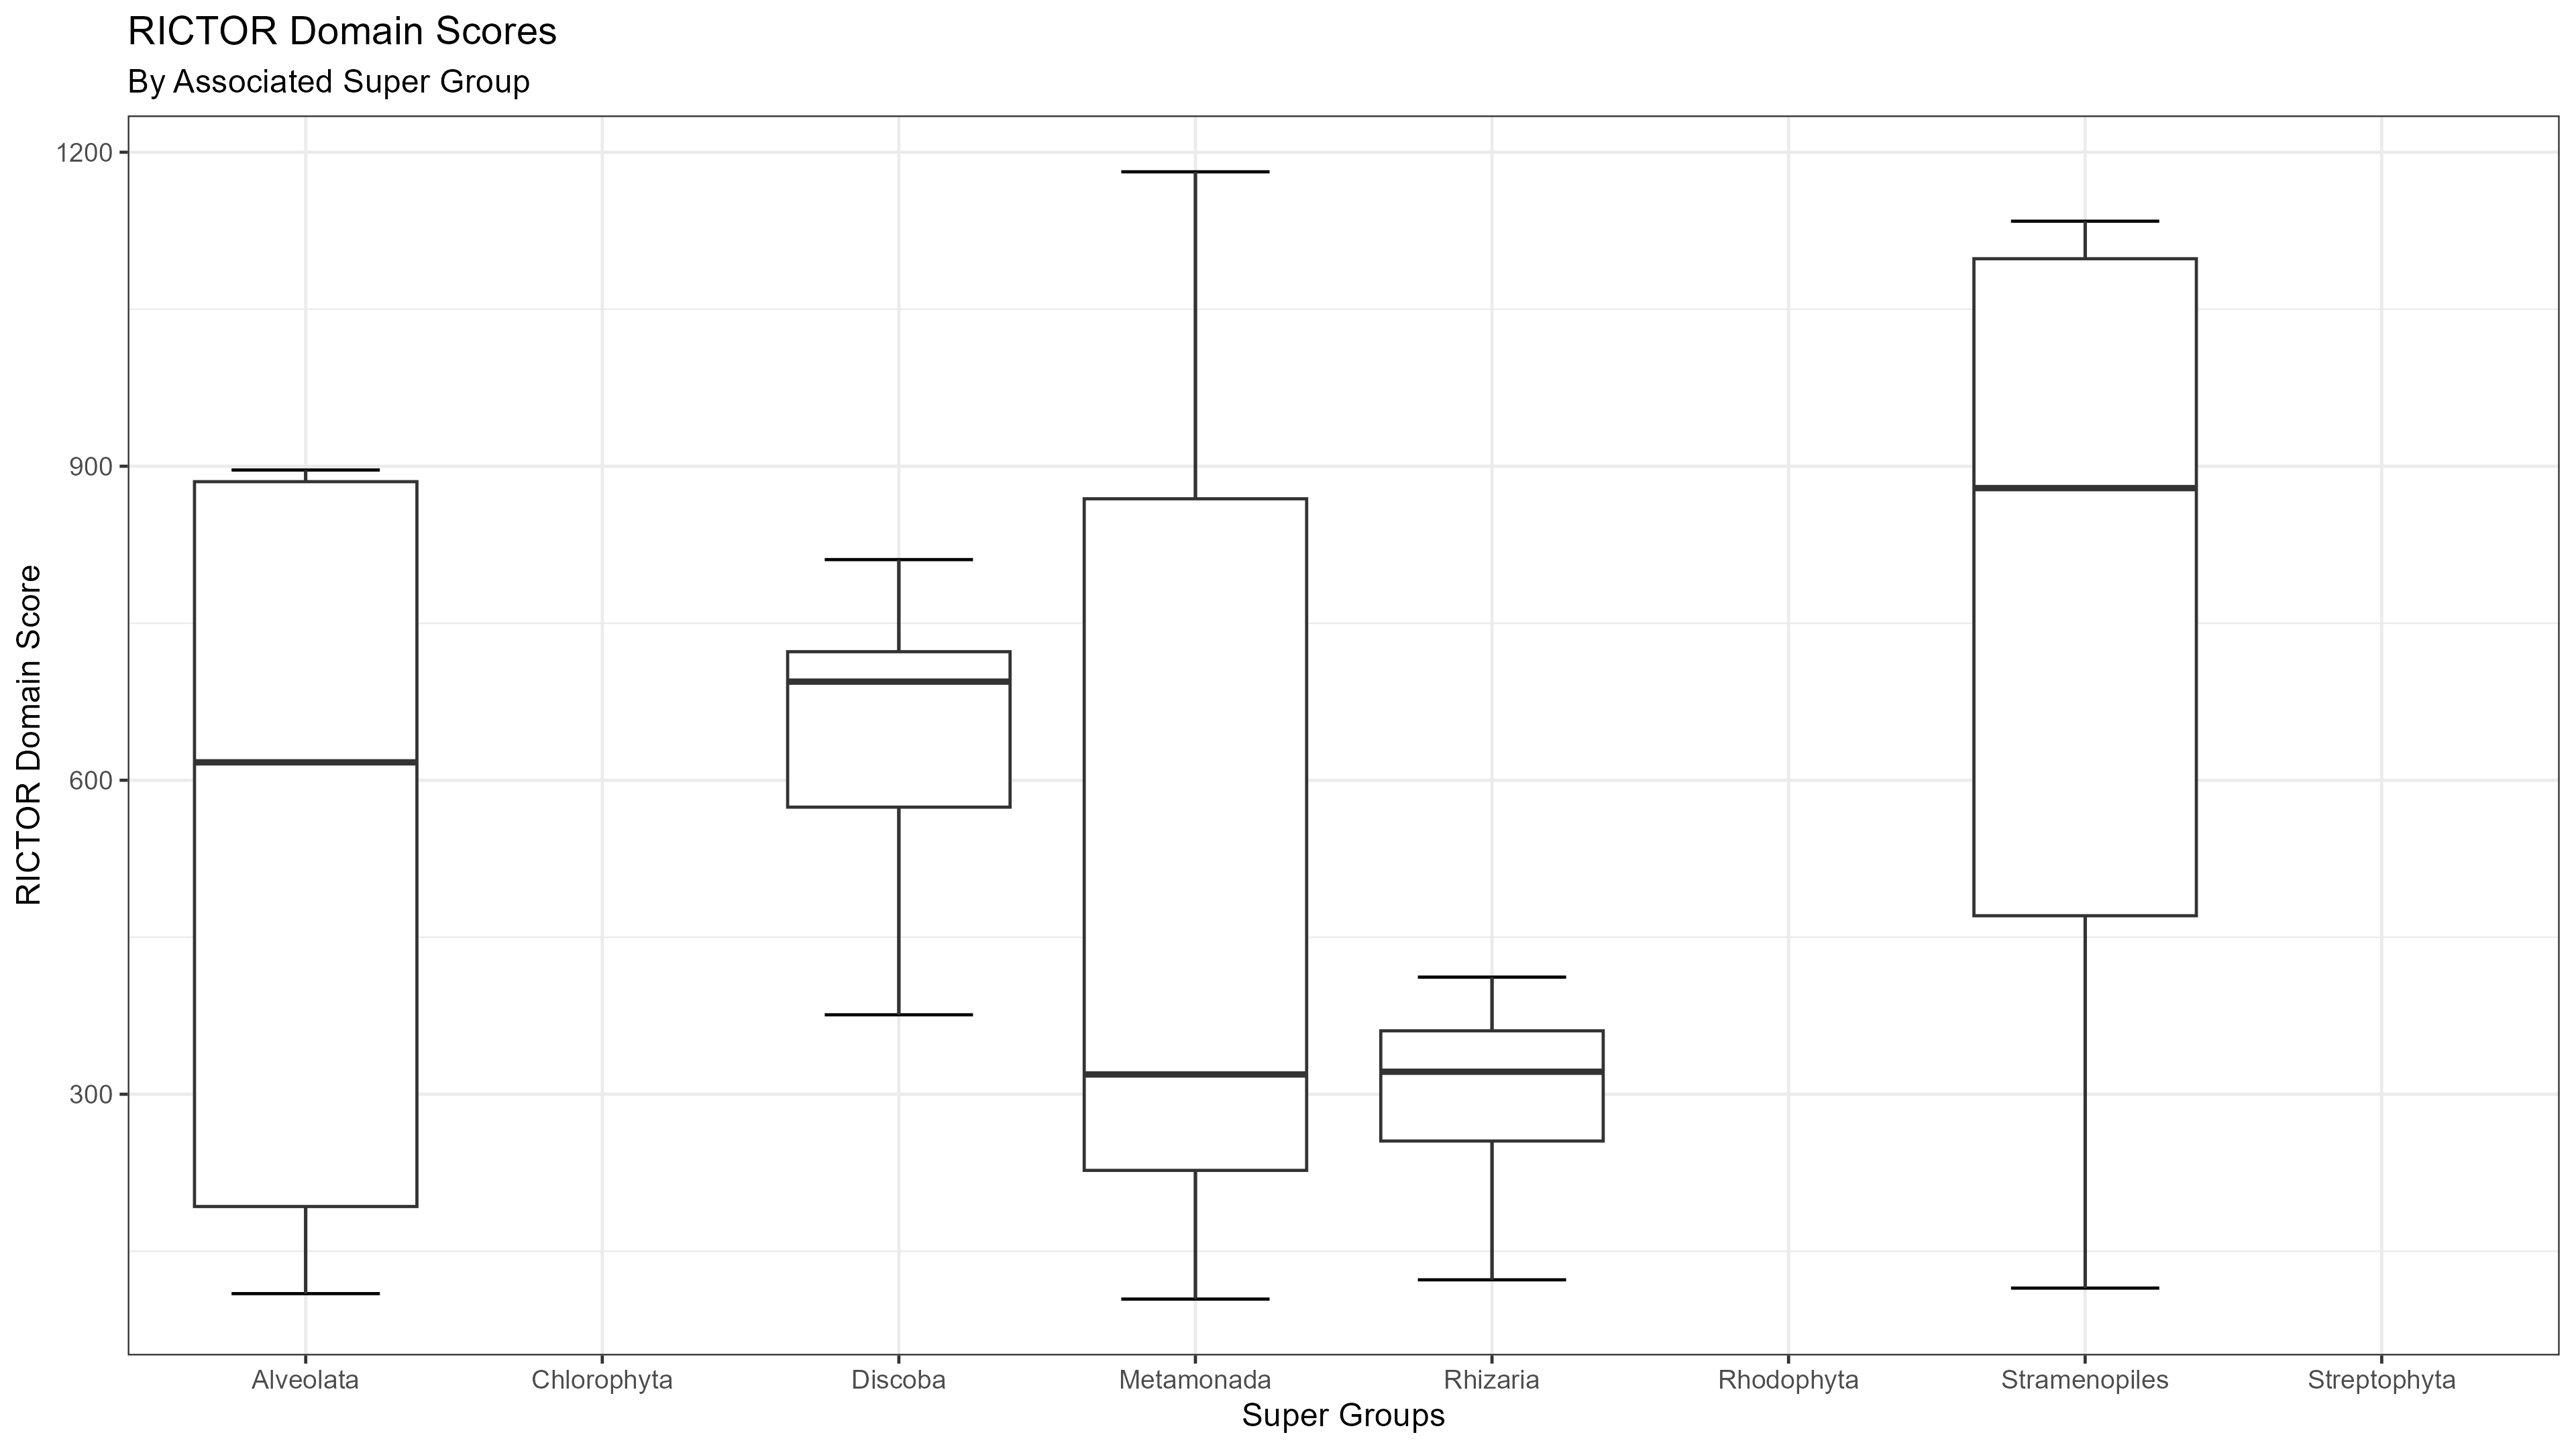 RICTOR Domain Scores
By Associated Super Group
RICTOR Domain Score
1200
900
600
300
Alveolata Chlorophyta Discoba Metamonada Rhizaria Rhodophyta Stramenopiles Streptophyta
Super Groups